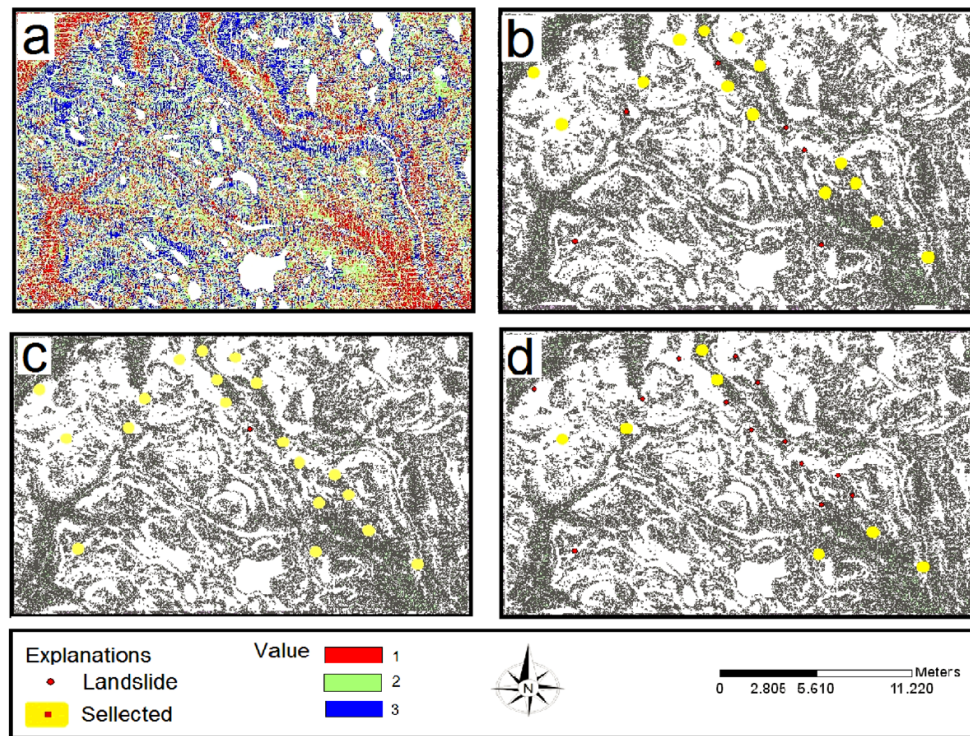 a
b
c
d
Explanations
Landslide
Sellected
Value
1
2
3
N
Meters
0 2.805 5.610 11.220